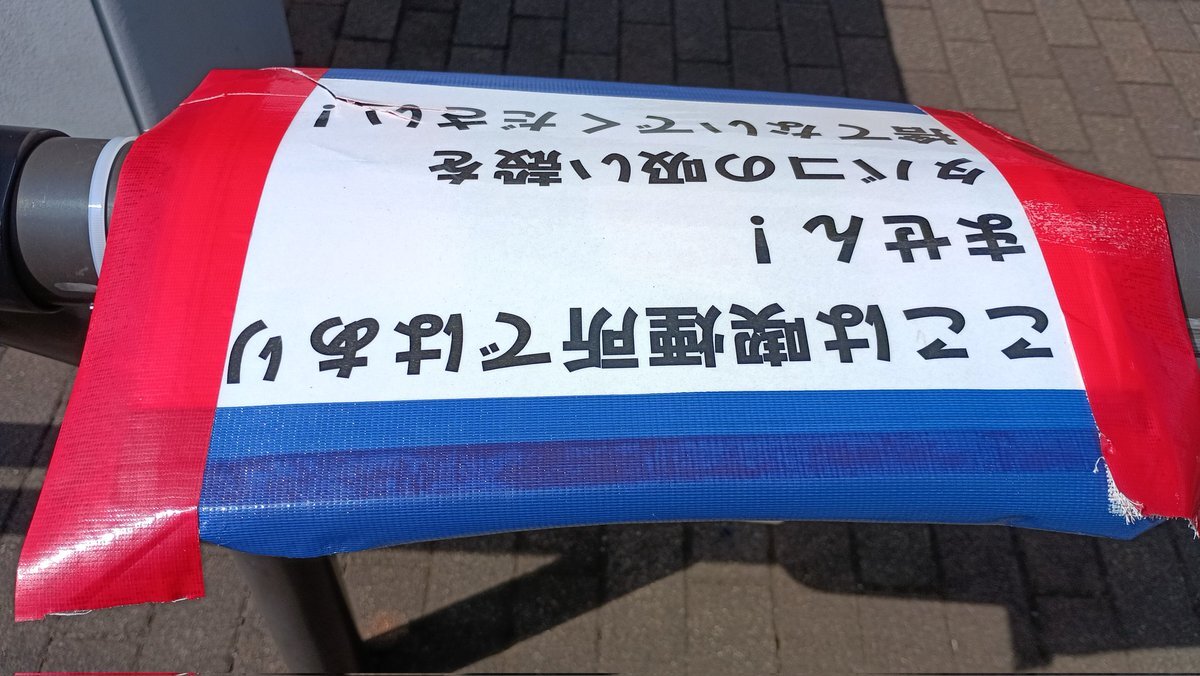 ここは喫煙所ではあり
ません!
タバコの吸い殻を
捨てないでください!